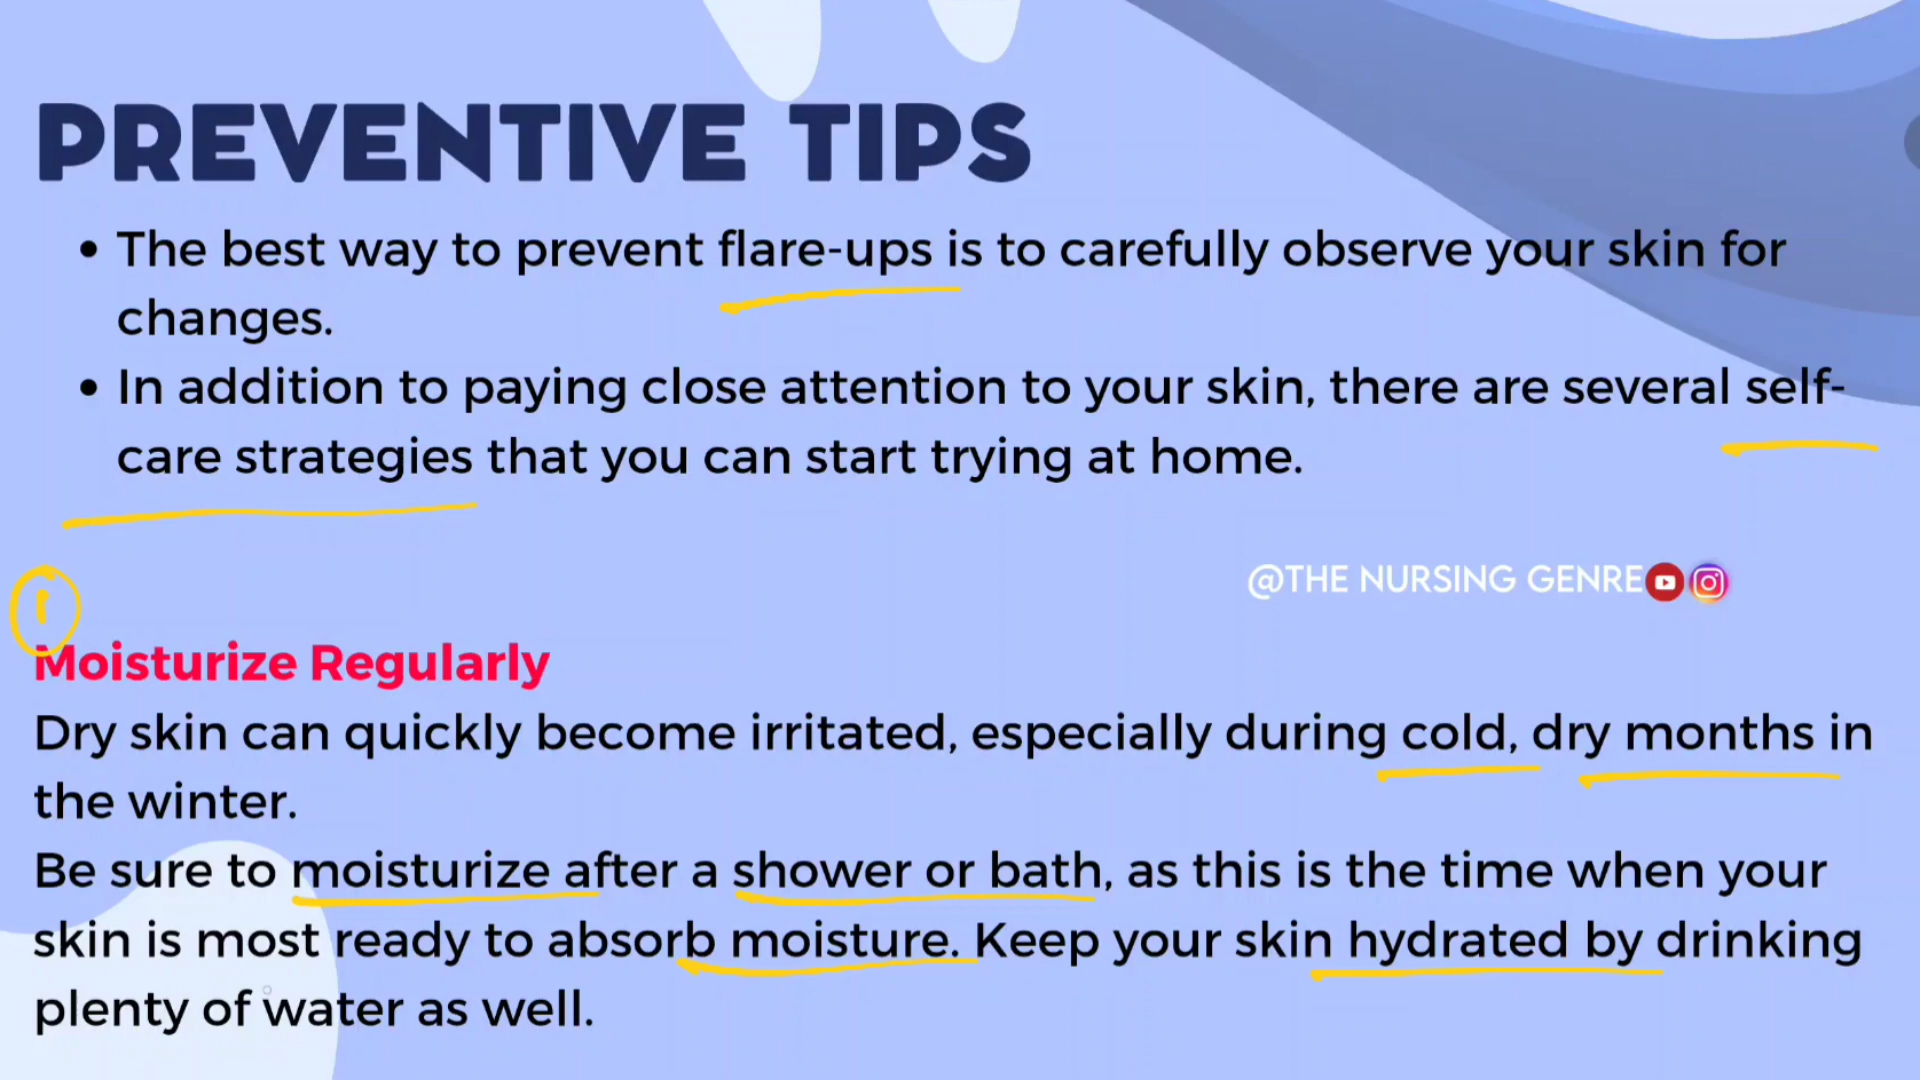 PREVENTIVE TIPS
• The best way to prevent flare-ups is to carefully observe your skin for
changes.
• In addition to paying close attention to your skin, there are several self-
care strategies that you can start trying at home.
@THE NURSING GENRE
1
Moisturize Regularly
Dry skin can quickly become irritated, especially during cold, dry months in
the winter.
Be sure to moisturize after a shower or bath, as this is the time when your
skin is most ready to absorb moisture. Keep your skin hydrated by drinking
plenty of water as well.